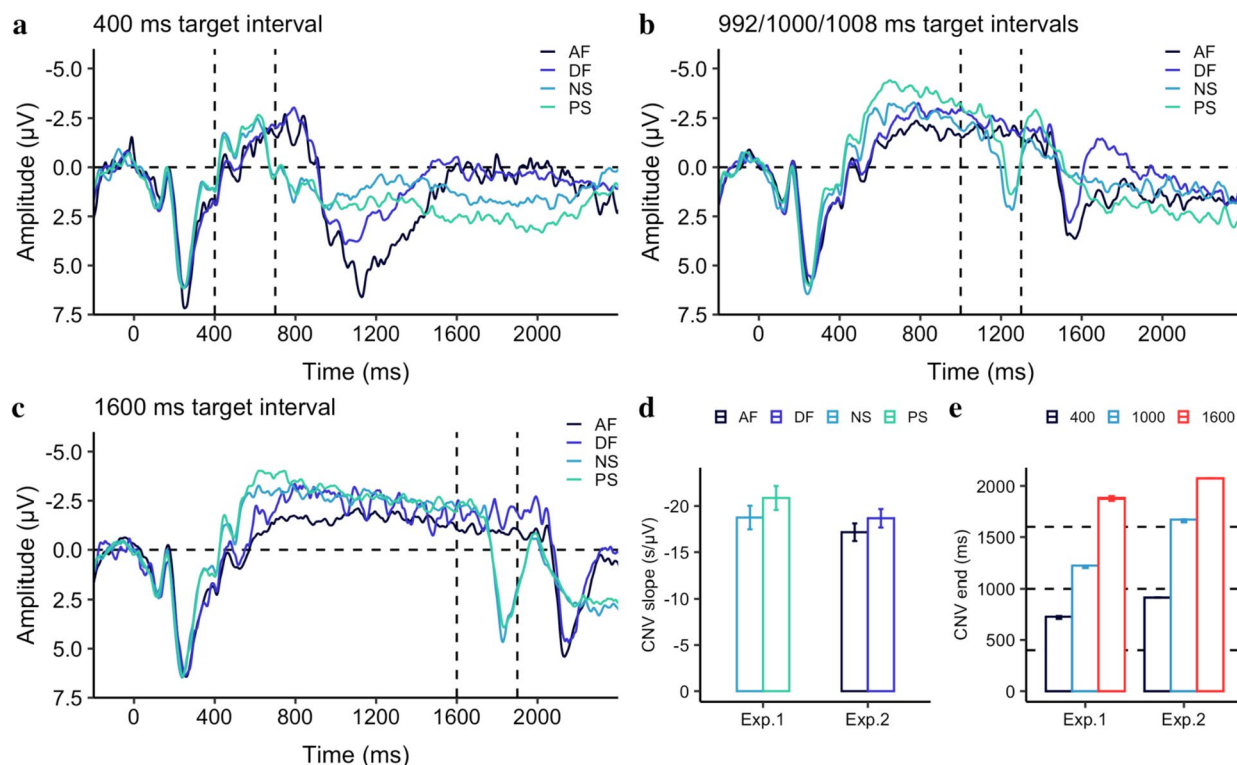 a 400 ms target interval
AF
DF
NS
PS
-5.0
-2.5
0.0
2.5
5.0
7.5
Amplitude (µV)
0 400 800 1200 1600 2000
Time (ms)
b 992/1000/1008 ms target intervals
AF
DF
NS
PS
-5.0
-2.5
0.0
2.5
5.0
7.5
Amplitude (µV)
0 400 800 1200 1600 2000
Time (ms)
c 1600 ms target interval
AF
DF
NS
PS
-5.0
-2.5
0.0
2.5
5.0
7.5
Amplitude (µV)
0 400 800 1200 1600 2000
Time (ms)
d AF DF NS PS
-20
-15
-10
-5
0
CNV slope (s/µV)
Exp.1 Exp.2
e 400 1000 1600
2000
1500
1000
500
0
CNV end (ms)
Exp.1 Exp.2